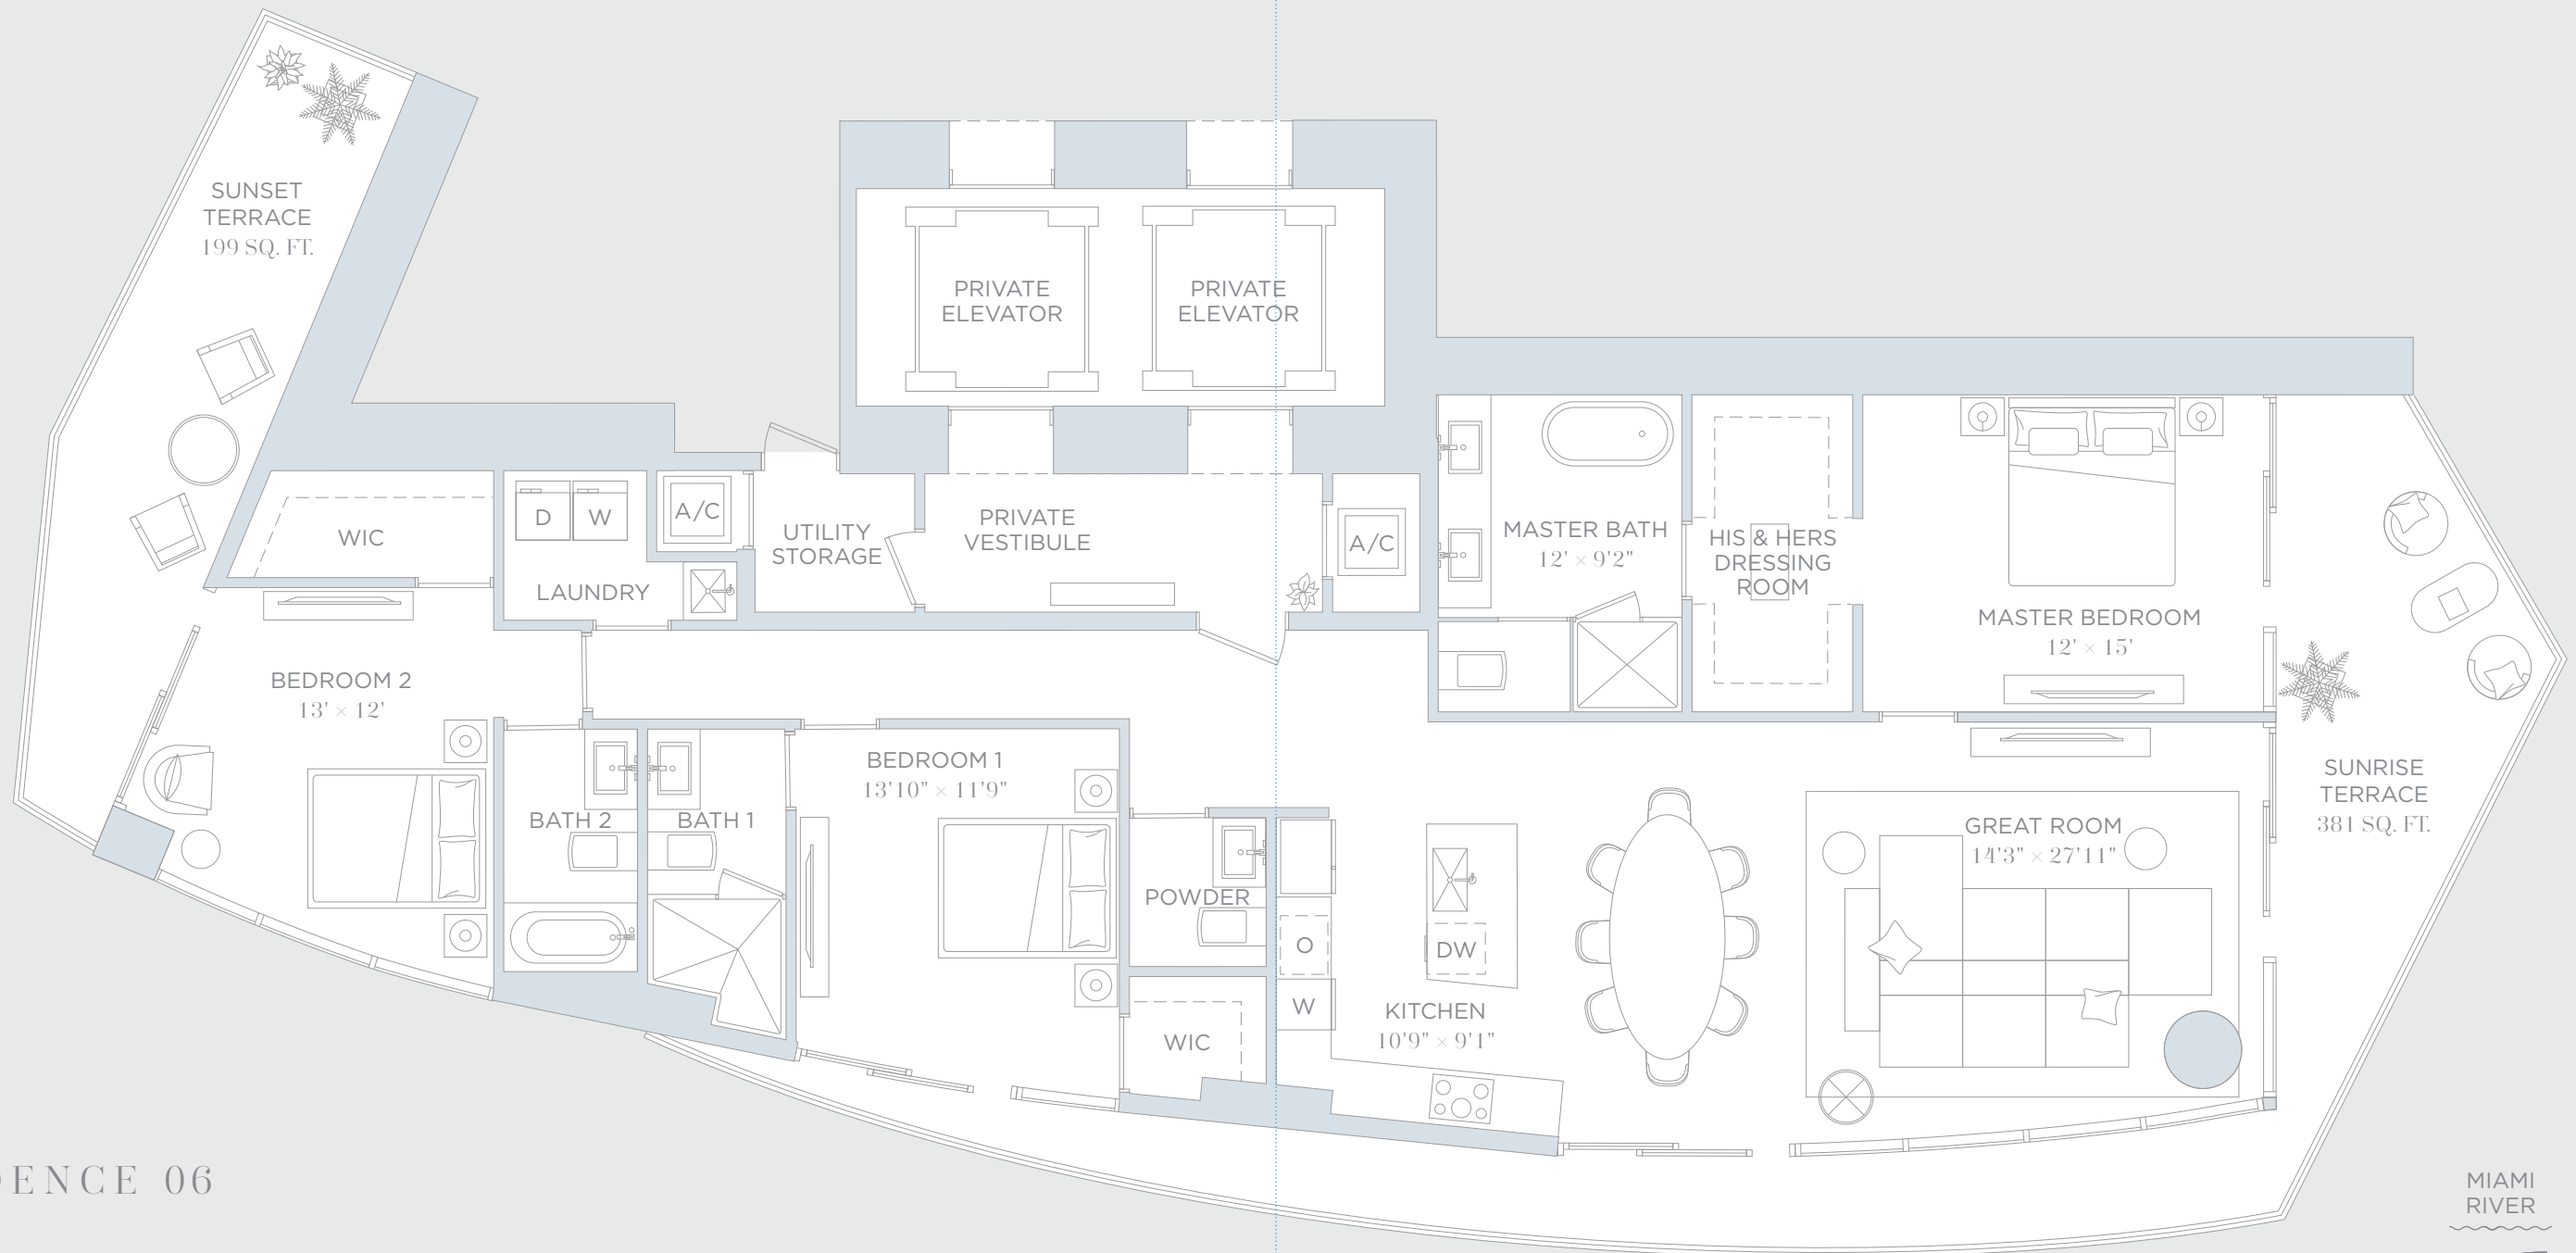 SUNSET
TERRACE
199 SQ. FT.
PRIVATE
ELEVATOR
PRIVATE
ELEVATOR
WIC
D
W
A/C
LAUNDRY
UTILITY
STORAGE
PRIVATE
VESTIBULE
A/C
MASTER BATH
12' × 9'2"
HIS & HERS
DRESSING
ROOM
MASTER BEDROOM
12' × 15'
BEDROOM 2
13' × 12'
BATH 2
BATH 1
BEDROOM 1
13'10" × 11'9"
POWDER
WIC
O
W
DW
KITCHEN
10'9" × 9'1"
GREAT ROOM
14'3" × 27'11"
SUNRISE
TERRACE
381 SQ. FT.
DENCE 06
MIAMI
RIVER